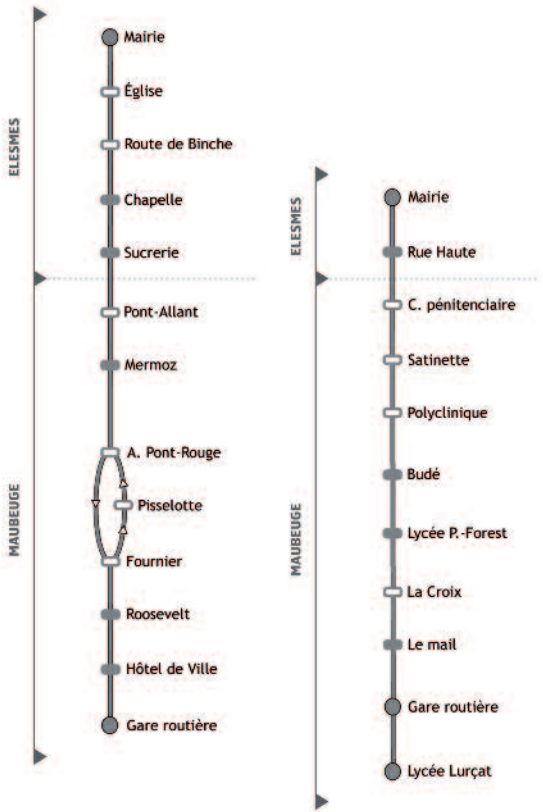 ELESMES
Mairie
Église
Route de Binche
Chapelle
Sucrerie
MAUBEUGE
Pont-Allant
Mermoz
A. Pont-Rouge
Pisselotte
Fournier
Roosevelt
Hôtel de Ville
Gare routière
ELESMES
Mairie
Rue Haute
MAUBEUGE
C. pénitenciaire
Satinette
Polyclinique
Budé
Lycée P.-Forest
La Croix
Le mail
Gare routière
Lycée Lurçat